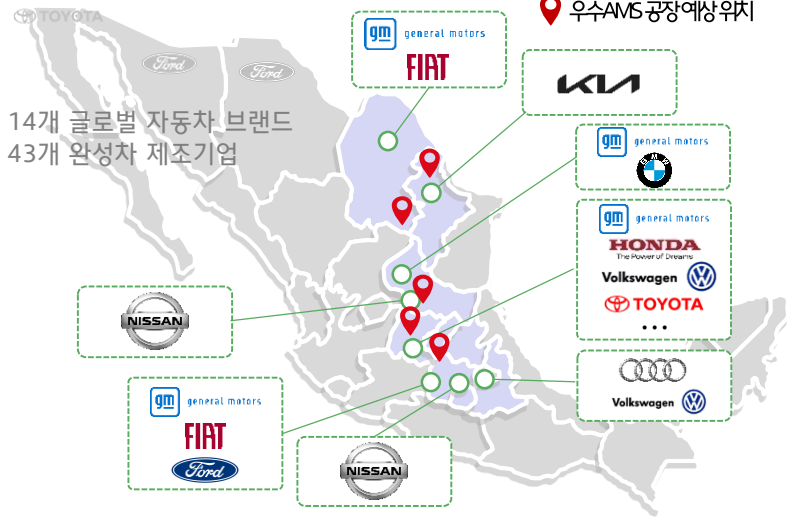 TOYOTA
우수AMS 공장 예상 위치
gm general motors
FIAT
Ford
Ford
KIA
14개 글로벌 자동차 브랜드
43개 완성차 제조기업
gm general motors
BMW
gm general motors
HONDA
The Power of Dreams
Volkswagen
TOYOTA
...
NISSAN
Volkswagen
gm general motors
FIAT
Ford
NISSAN